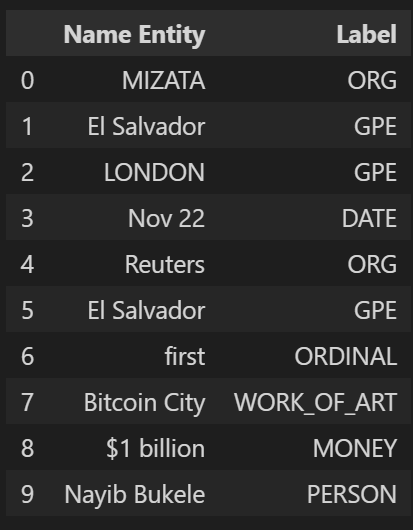 Name Entity Label
0 MIZATA ORG
1 El Salvador GPE
2 LONDON GPE
3 Nov 22 DATE
4 Reuters ORG
5 El Salvador GPE
6 first ORDINAL
7 Bitcoin City WORK_OF_ART
8 $1 billion MONEY
9 Nayib Bukele PERSON